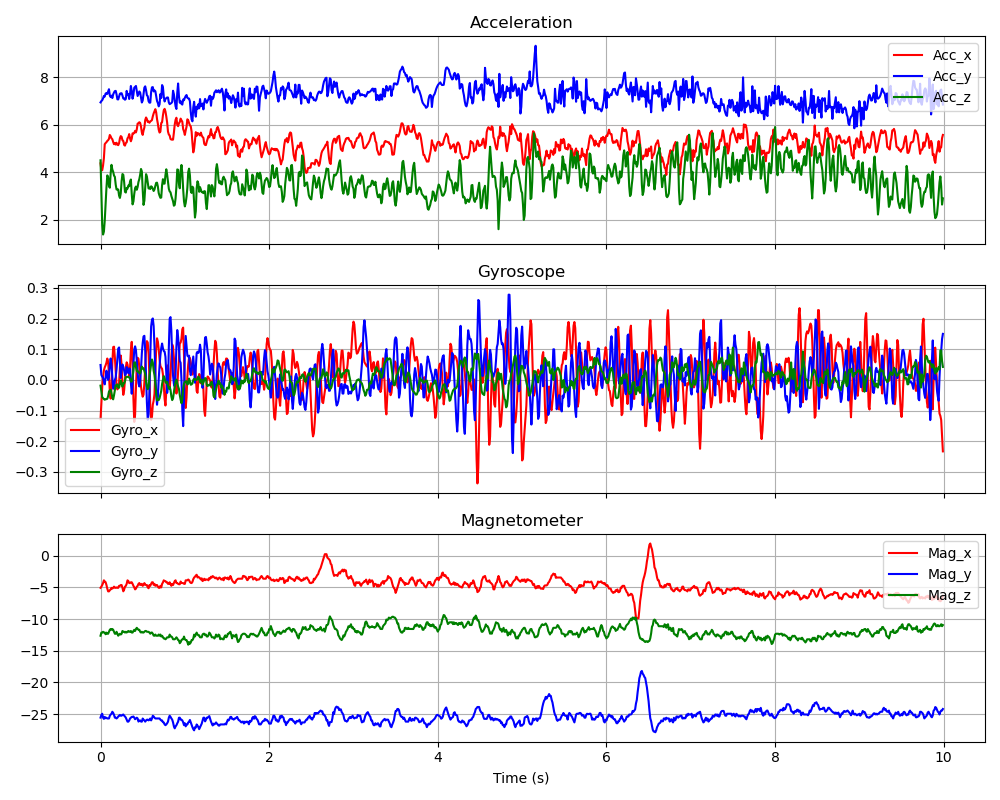 Acceleration
8
6
4
2
Acc_x
Acc_y
Acc_z
Gyroscope
0.3
0.2
0.1
0.0
−0.1
−0.2
−0.3
Gyro_x
Gyro_y
Gyro_z
Magnetometer
0
−5
−10
−15
−20
−25
Mag_x
Mag_y
Mag_z
0 2 4 6 8 10
Time (s)